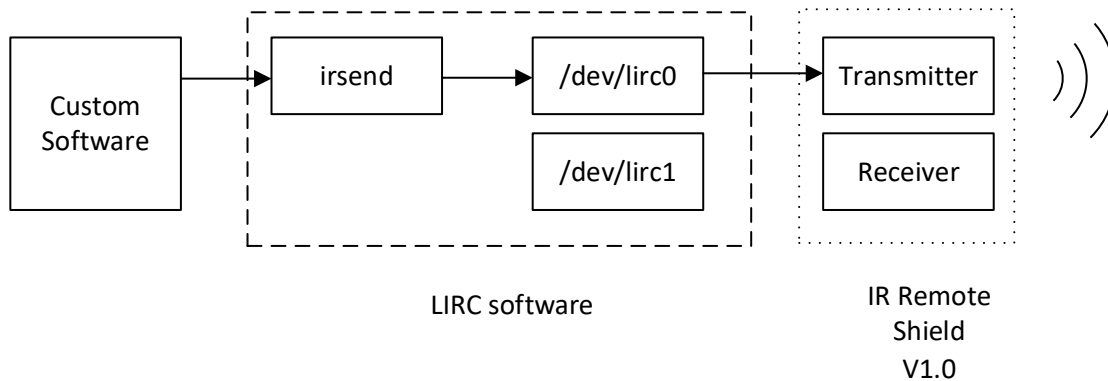 Custom
Software
irsend
/dev/lirc0
/dev/lirc1
Transmitter
Receiver
LIRC software
IR Remote
Shield
V1.0